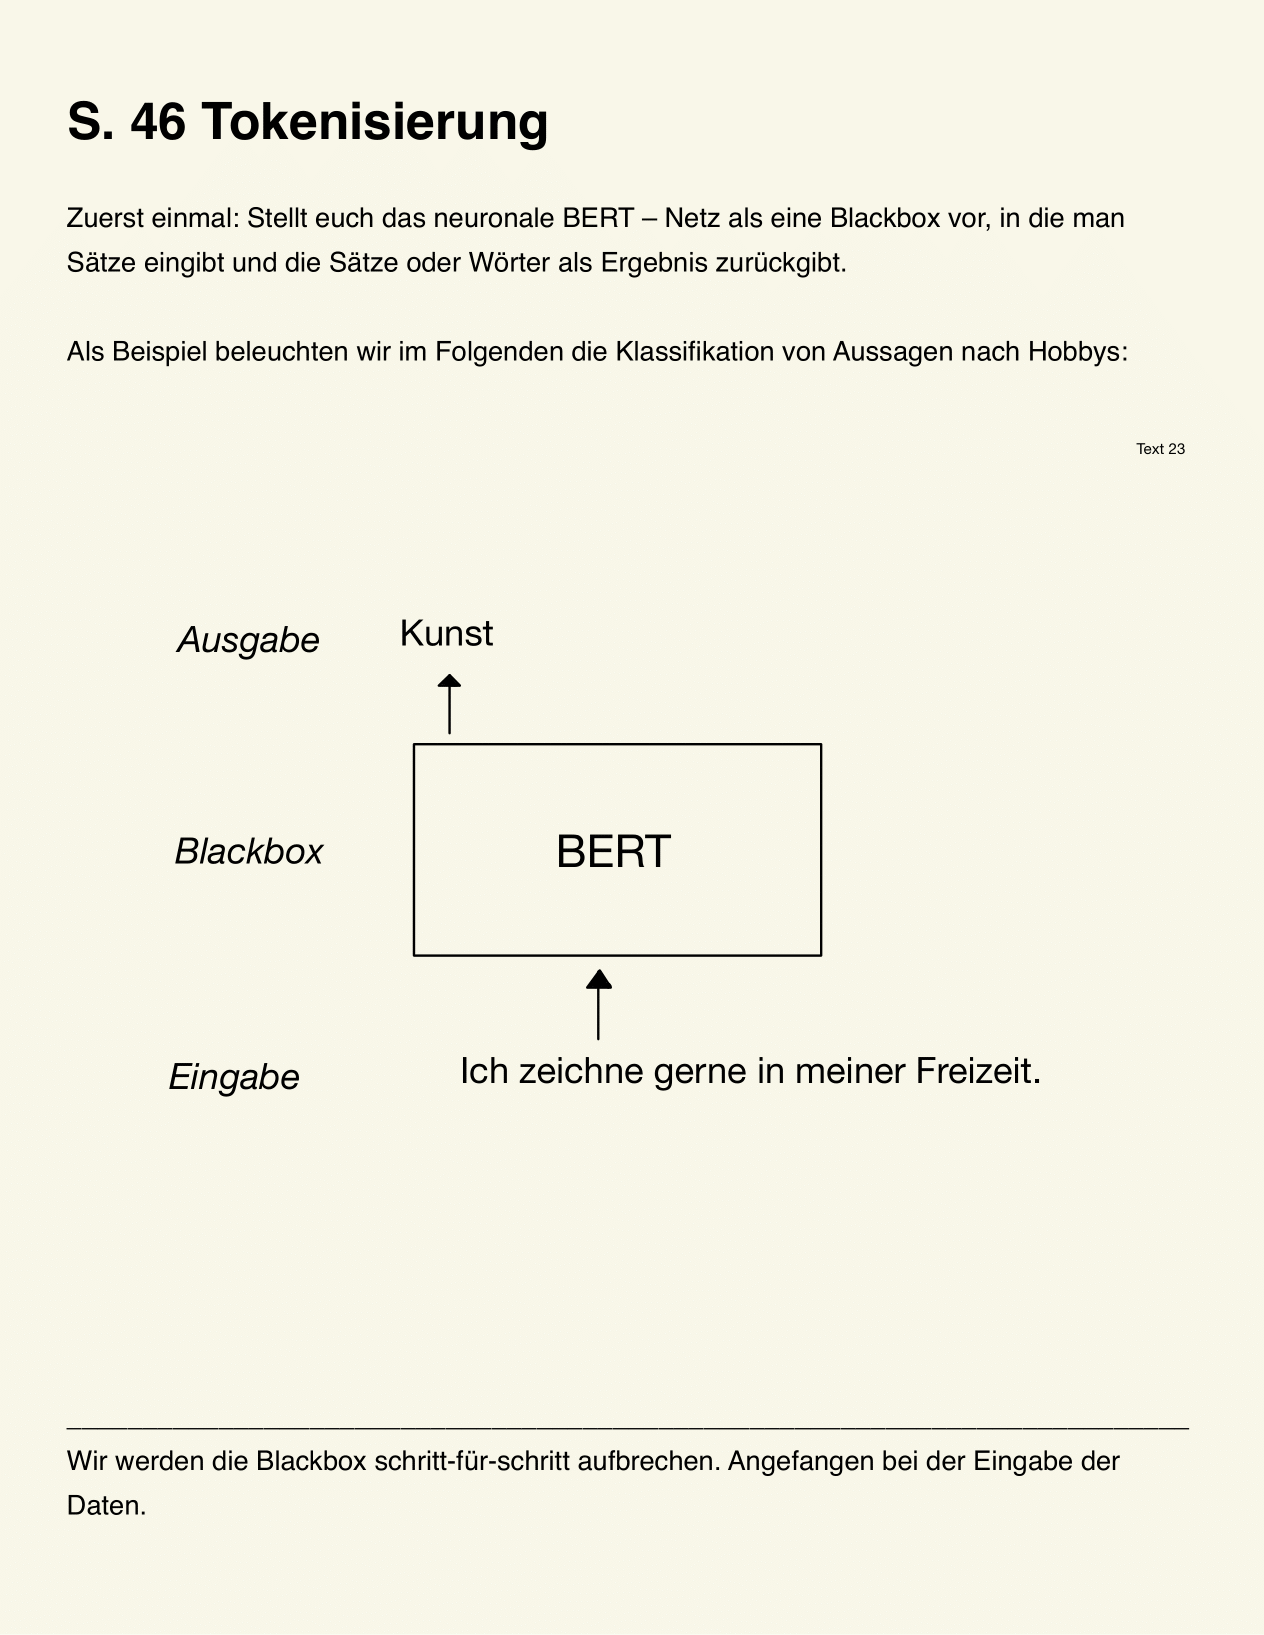 S. 46 Tokenisierung
Zuerst einmal: Stellt euch das neuronale BERT – Netz als eine Blackbox vor, in die man
Sätze eingibt und die Sätze oder Wörter als Ergebnis zurückgibt.
Als Beispiel beleuchten wir im Folgenden die Klassifikation von Aussagen nach Hobbys:
Text 23
Ausgabe Kunst
Blackbox BERT
Eingabe Ich zeichne gerne in meiner Freizeit.
Wir werden die Blackbox schritt-für-schritt aufbrechen. Angefangen bei der Eingabe der
Daten.